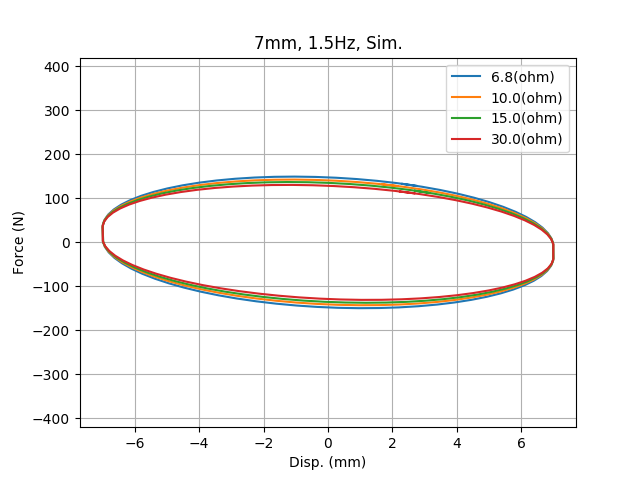 7mm, 1.5Hz, Sim.
6.8(ohm)
10.0(ohm)
15.0(ohm)
30.0(ohm)
Force (N)
400
300
200
100
0
−100
−200
−300
−400
−6 −4 −2 0 2 4 6
Disp. (mm)